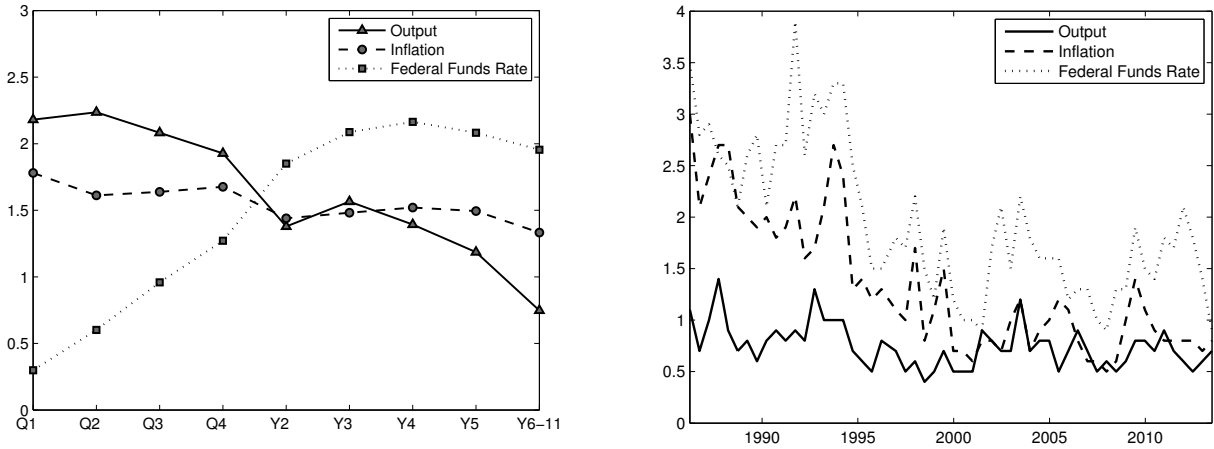 3
2.5
2
1.5
1
0.5
0
Q1 Q2 Q3 Q4 Y2 Y3 Y4 Y5 Y6−11
Output
Inflation
Federal Funds Rate
4
3.5
3
2.5
2
1.5
1
0.5
0
1990 1995 2000 2005 2010
Output
Inflation
Federal Funds Rate